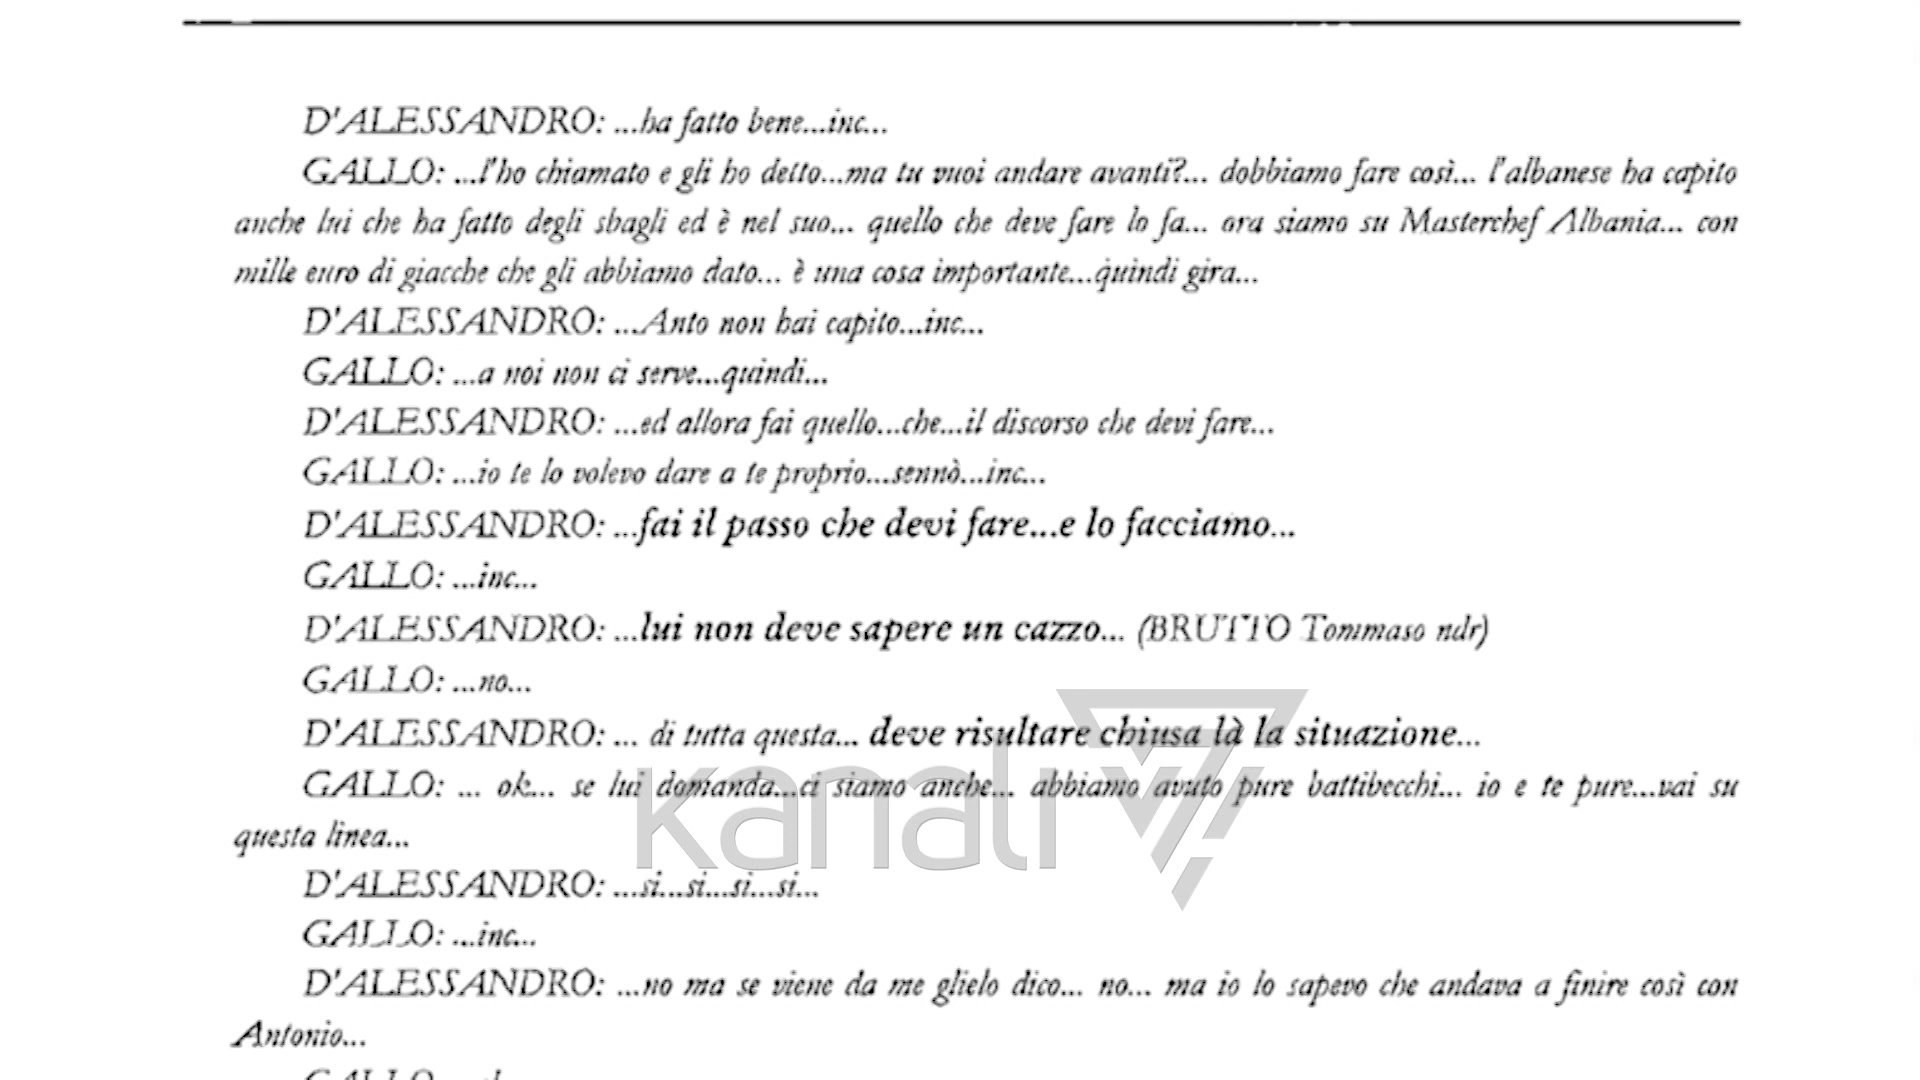 D'ALESSANDRO: ...ha fatto bene...inc...
GALLO: ...l'ho chiamato e gli ho detto...ma tu vuoi andare avanti?... dobbiamo fare così... l'albanese ha capito
anche lui che ha fatto degli sbagli ed è nel suo... quello che deve fare lo fa... ora siamo su Masterchef Albania... con
mille euro di giacche che gli abbiamo dato... è una cosa importante...quindi gira...
D'ALESSANDRO: ...Anto non hai capito...inc...
GALLO: ...a noi non ci serve...quindi...
D'ALESSANDRO: ...ed allora fai quello...che...il discorso che devi fare...
GALLO: ...io te lo volevo dare a te proprio...sennò...inc...
D'ALESSANDRO: ...fai il passo che devi fare...e lo facciamo...
GALLO: ...inc...
D'ALESSANDRO: ...lui non deve sapere un cazzo... (BRUTTO Tommaso ndr)
GALLO: ...no...
D'ALESSANDRO: ... di tutta questa... deve risultare chiusa là la situazione...
GALLO: ... ok... se lui domanda...ci siamo anche... abbiamo avuto pure battibecchi... io e te pure...vai su
questa linea...
kanali 7
D'ALESSANDRO: ...si...si...si...si...
GALLO: ...inc...
D'ALESSANDRO: ...no ma se viene da me glielo dico... no... ma io lo sapevo che andava a finire così con
Antonio...
GALLO